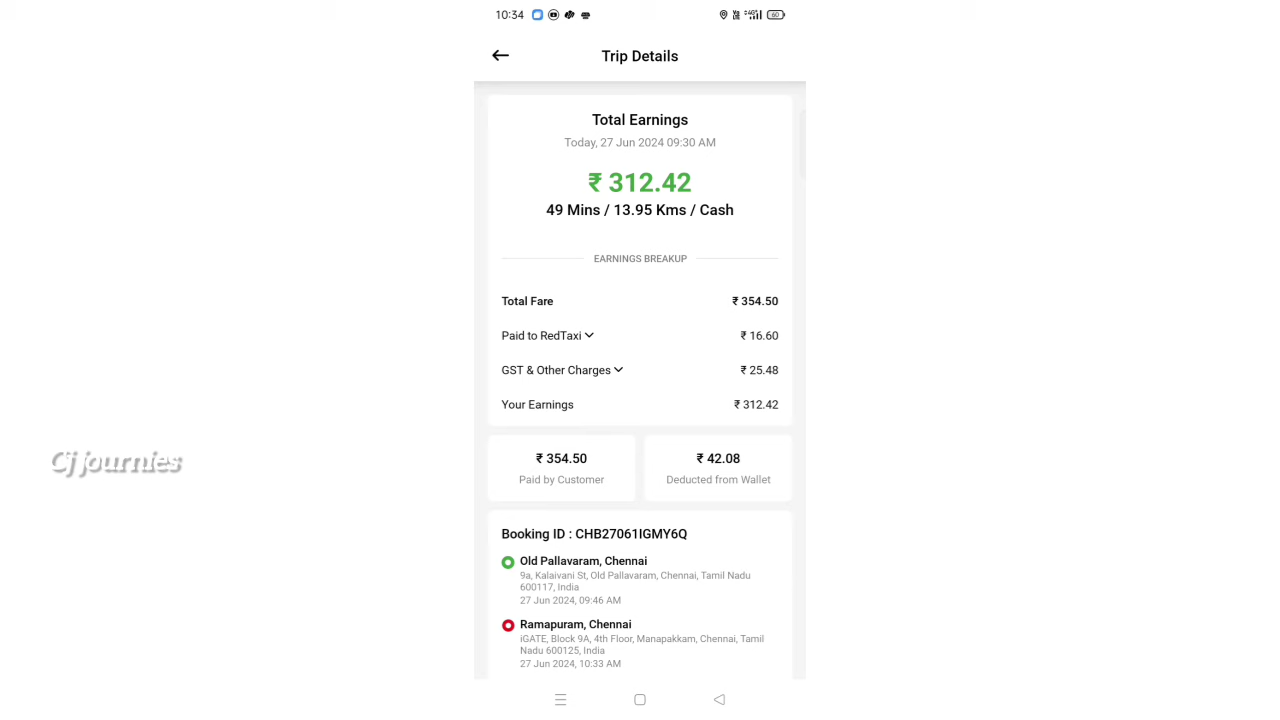 10:34
60
Trip Details
Total Earnings
Today, 27 Jun 2024 09:30 AM
₹ 312.42
49 Mins / 13.95 Kms / Cash
EARNINGS BREAKUP
Total Fare ₹ 354.50
Paid to RedTaxi ₹ 16.60
GST & Other Charges ₹ 25.48
Your Earnings ₹ 312.42
₹ 354.50 ₹ 42.08
Paid by Customer Deducted from Wallet
Booking ID : CHB27061IGMY6Q
Old Pallavaram, Chennai
9a, Kalaivani St, Old Pallavaram, Chennai, Tamil Nadu
600117, India
27 Jun 2024, 09:46 AM
Ramapuram, Chennai
iGATE, Block 9A, 4th Floor, Manapakkam, Chennai, Tamil
Nadu 600125, India
27 Jun 2024, 10:33 AM
Cj journies